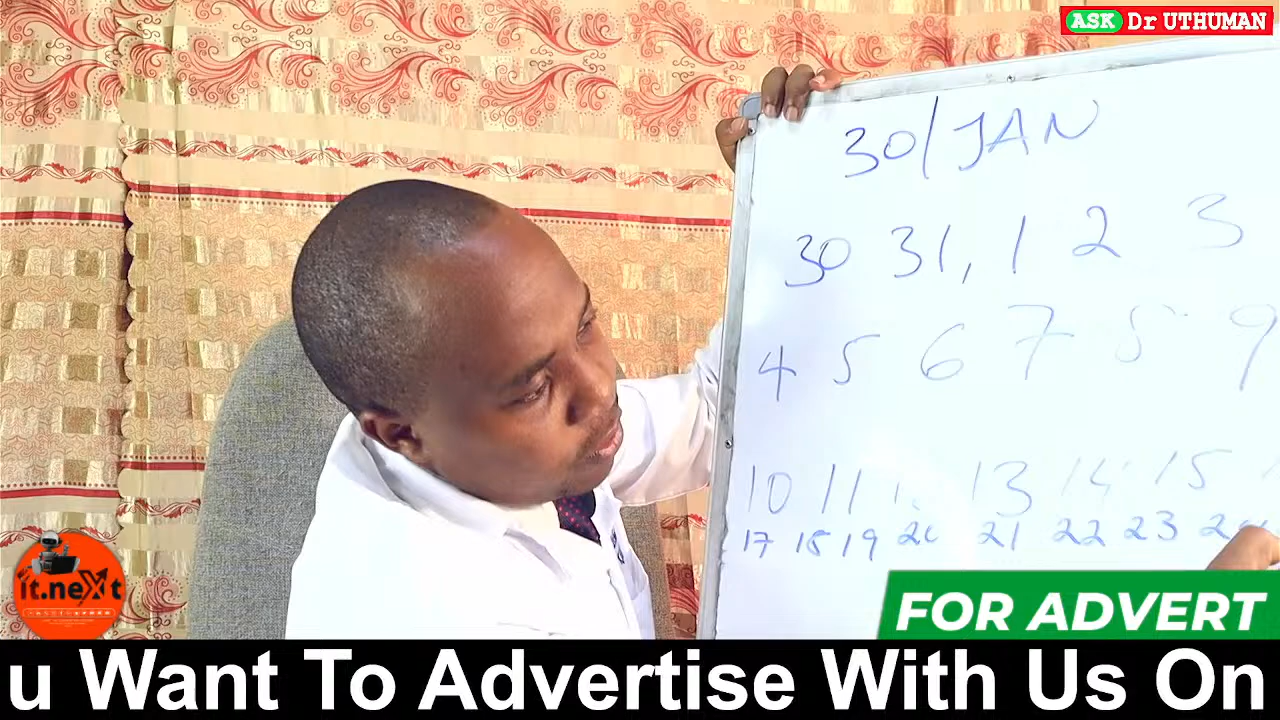 ASK Dr UTHUMAN
30/JAN
30 31, 1 2 3
4 5 6 7 8 9
10 11 13 14 15
17 18 19 20 21 22 23 24
it.neXt
FOR ADVERT
u Want To Advertise With Us On